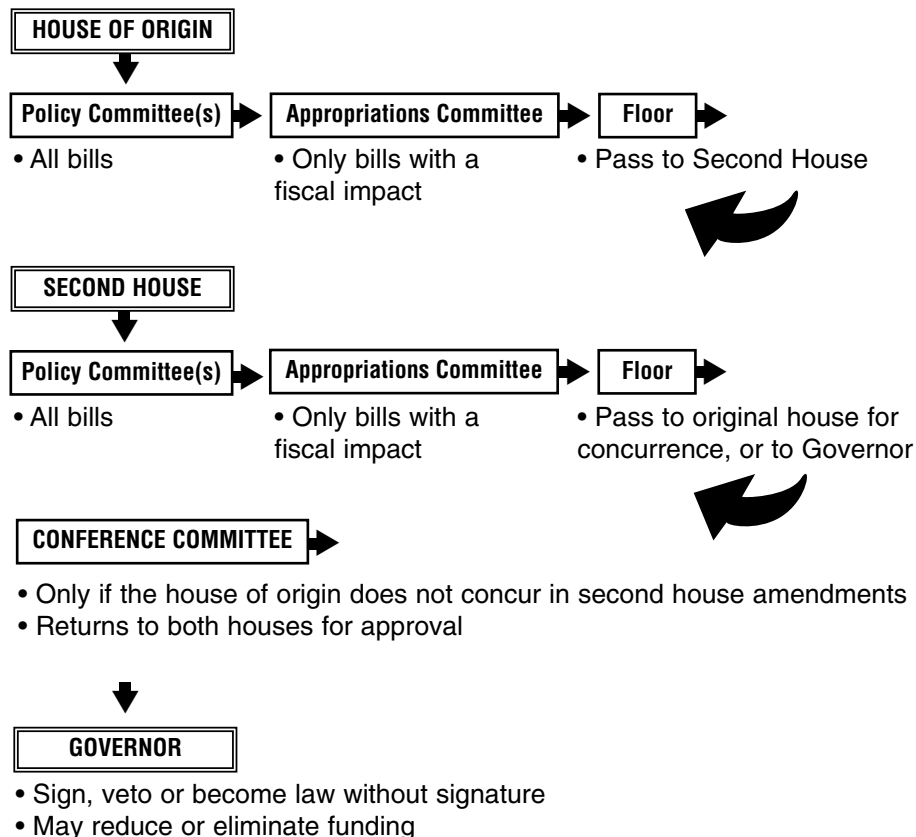 HOUSE OF ORIGIN
Policy Committee(s) Appropriations Committee Floor
• All bills • Only bills with a • Pass to Second House
fiscal impact
SECOND HOUSE
Policy Committee(s) Appropriations Committee Floor
• All bills • Only bills with a • Pass to original house for
fiscal impact concurrence, or to Governor
CONFERENCE COMMITTEE
• Only if the house of origin does not concur in second house amendments
• Returns to both houses for approval
GOVERNOR
• Sign, veto or become law without signature
• May reduce or eliminate funding